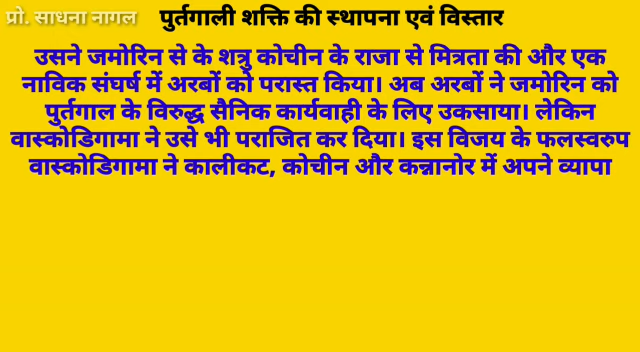 प्रो. साधना नागल
पुर्तगाली शक्ति की स्थापना एवं विस्तार
उसने जमोरिन से के शत्रु कोचीन के राजा से मित्रता की और एक
नाविक संघर्ष में अरबों को परास्त किया। अब अरबों ने जमोरिन को
पुर्तगाल के विरुद्ध सैनिक कार्यवाही के लिए उकसाया। लेकिन
वास्कोडिगामा ने उसे भी पराजित कर दिया। इस विजय के फलस्वरुप
वास्कोडिगामा ने कालीकट, कोचीन और कन्नानोर में अपने व्यापा